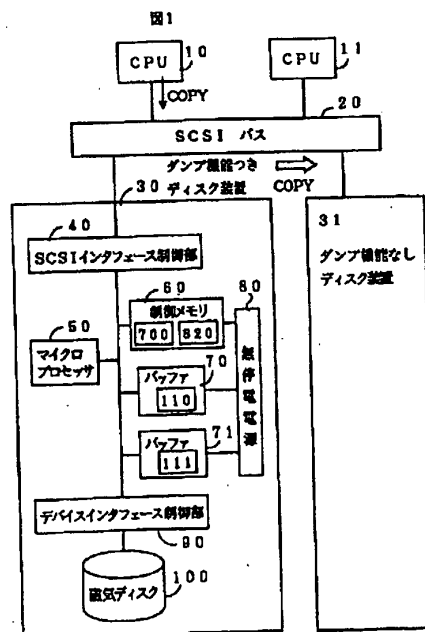 図1
10
CPU
11
CPU
COPY
20
SCSI バス
ダンプ機能つき
ディスク装置
COPY
30
40
SCSIインタフェース制御部
31
ダンプ機能なし
ディスク装置
60
制御メモリ
700 820
80
無停電電源
50
マイクロ
プロセッサ
70
バッファ
110
71
バッファ
111
デバイスインタフェース制御部
90
100
磁気ディスク